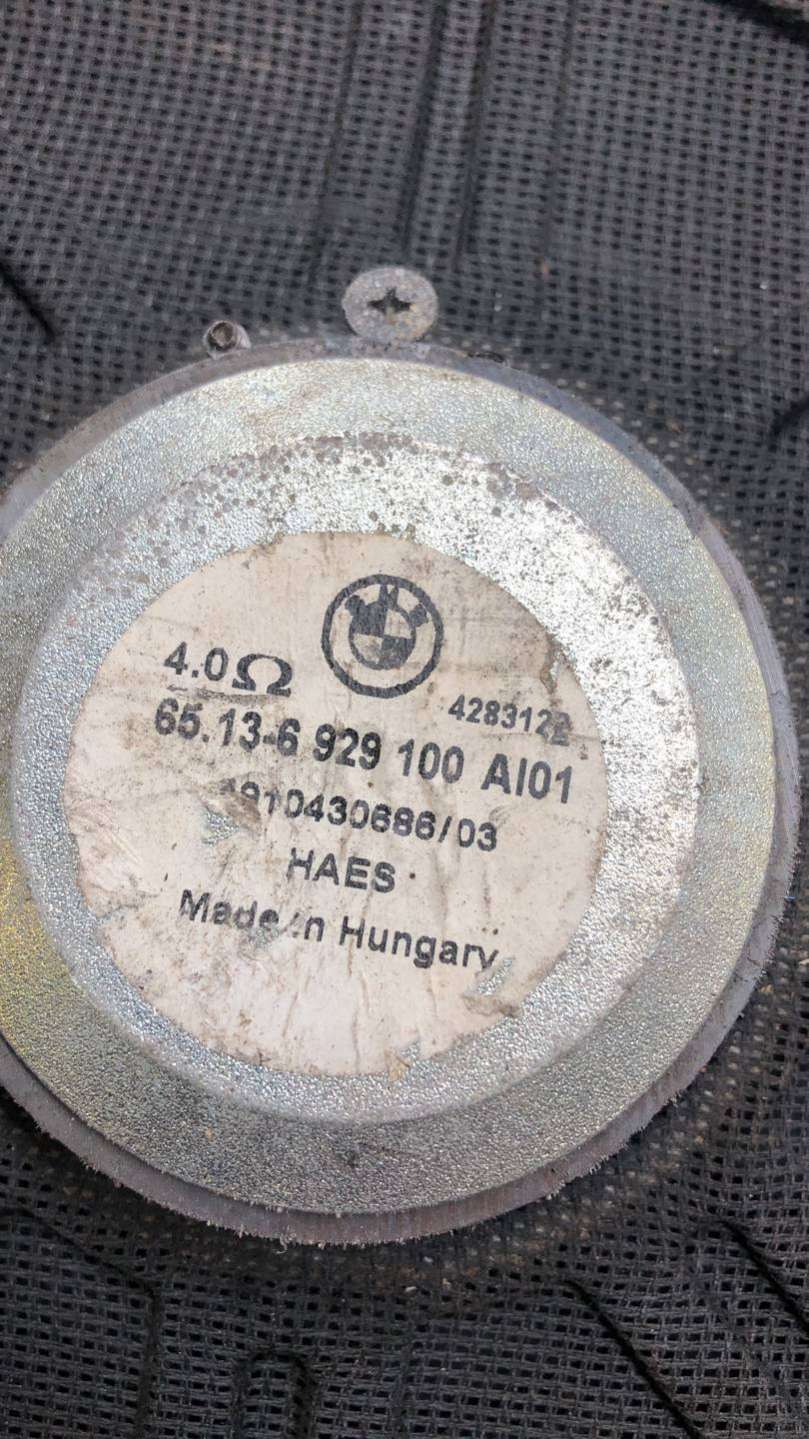 4.0Ω
4283122
65.13-6 929 100 AI01
HAES
Made in Hungary